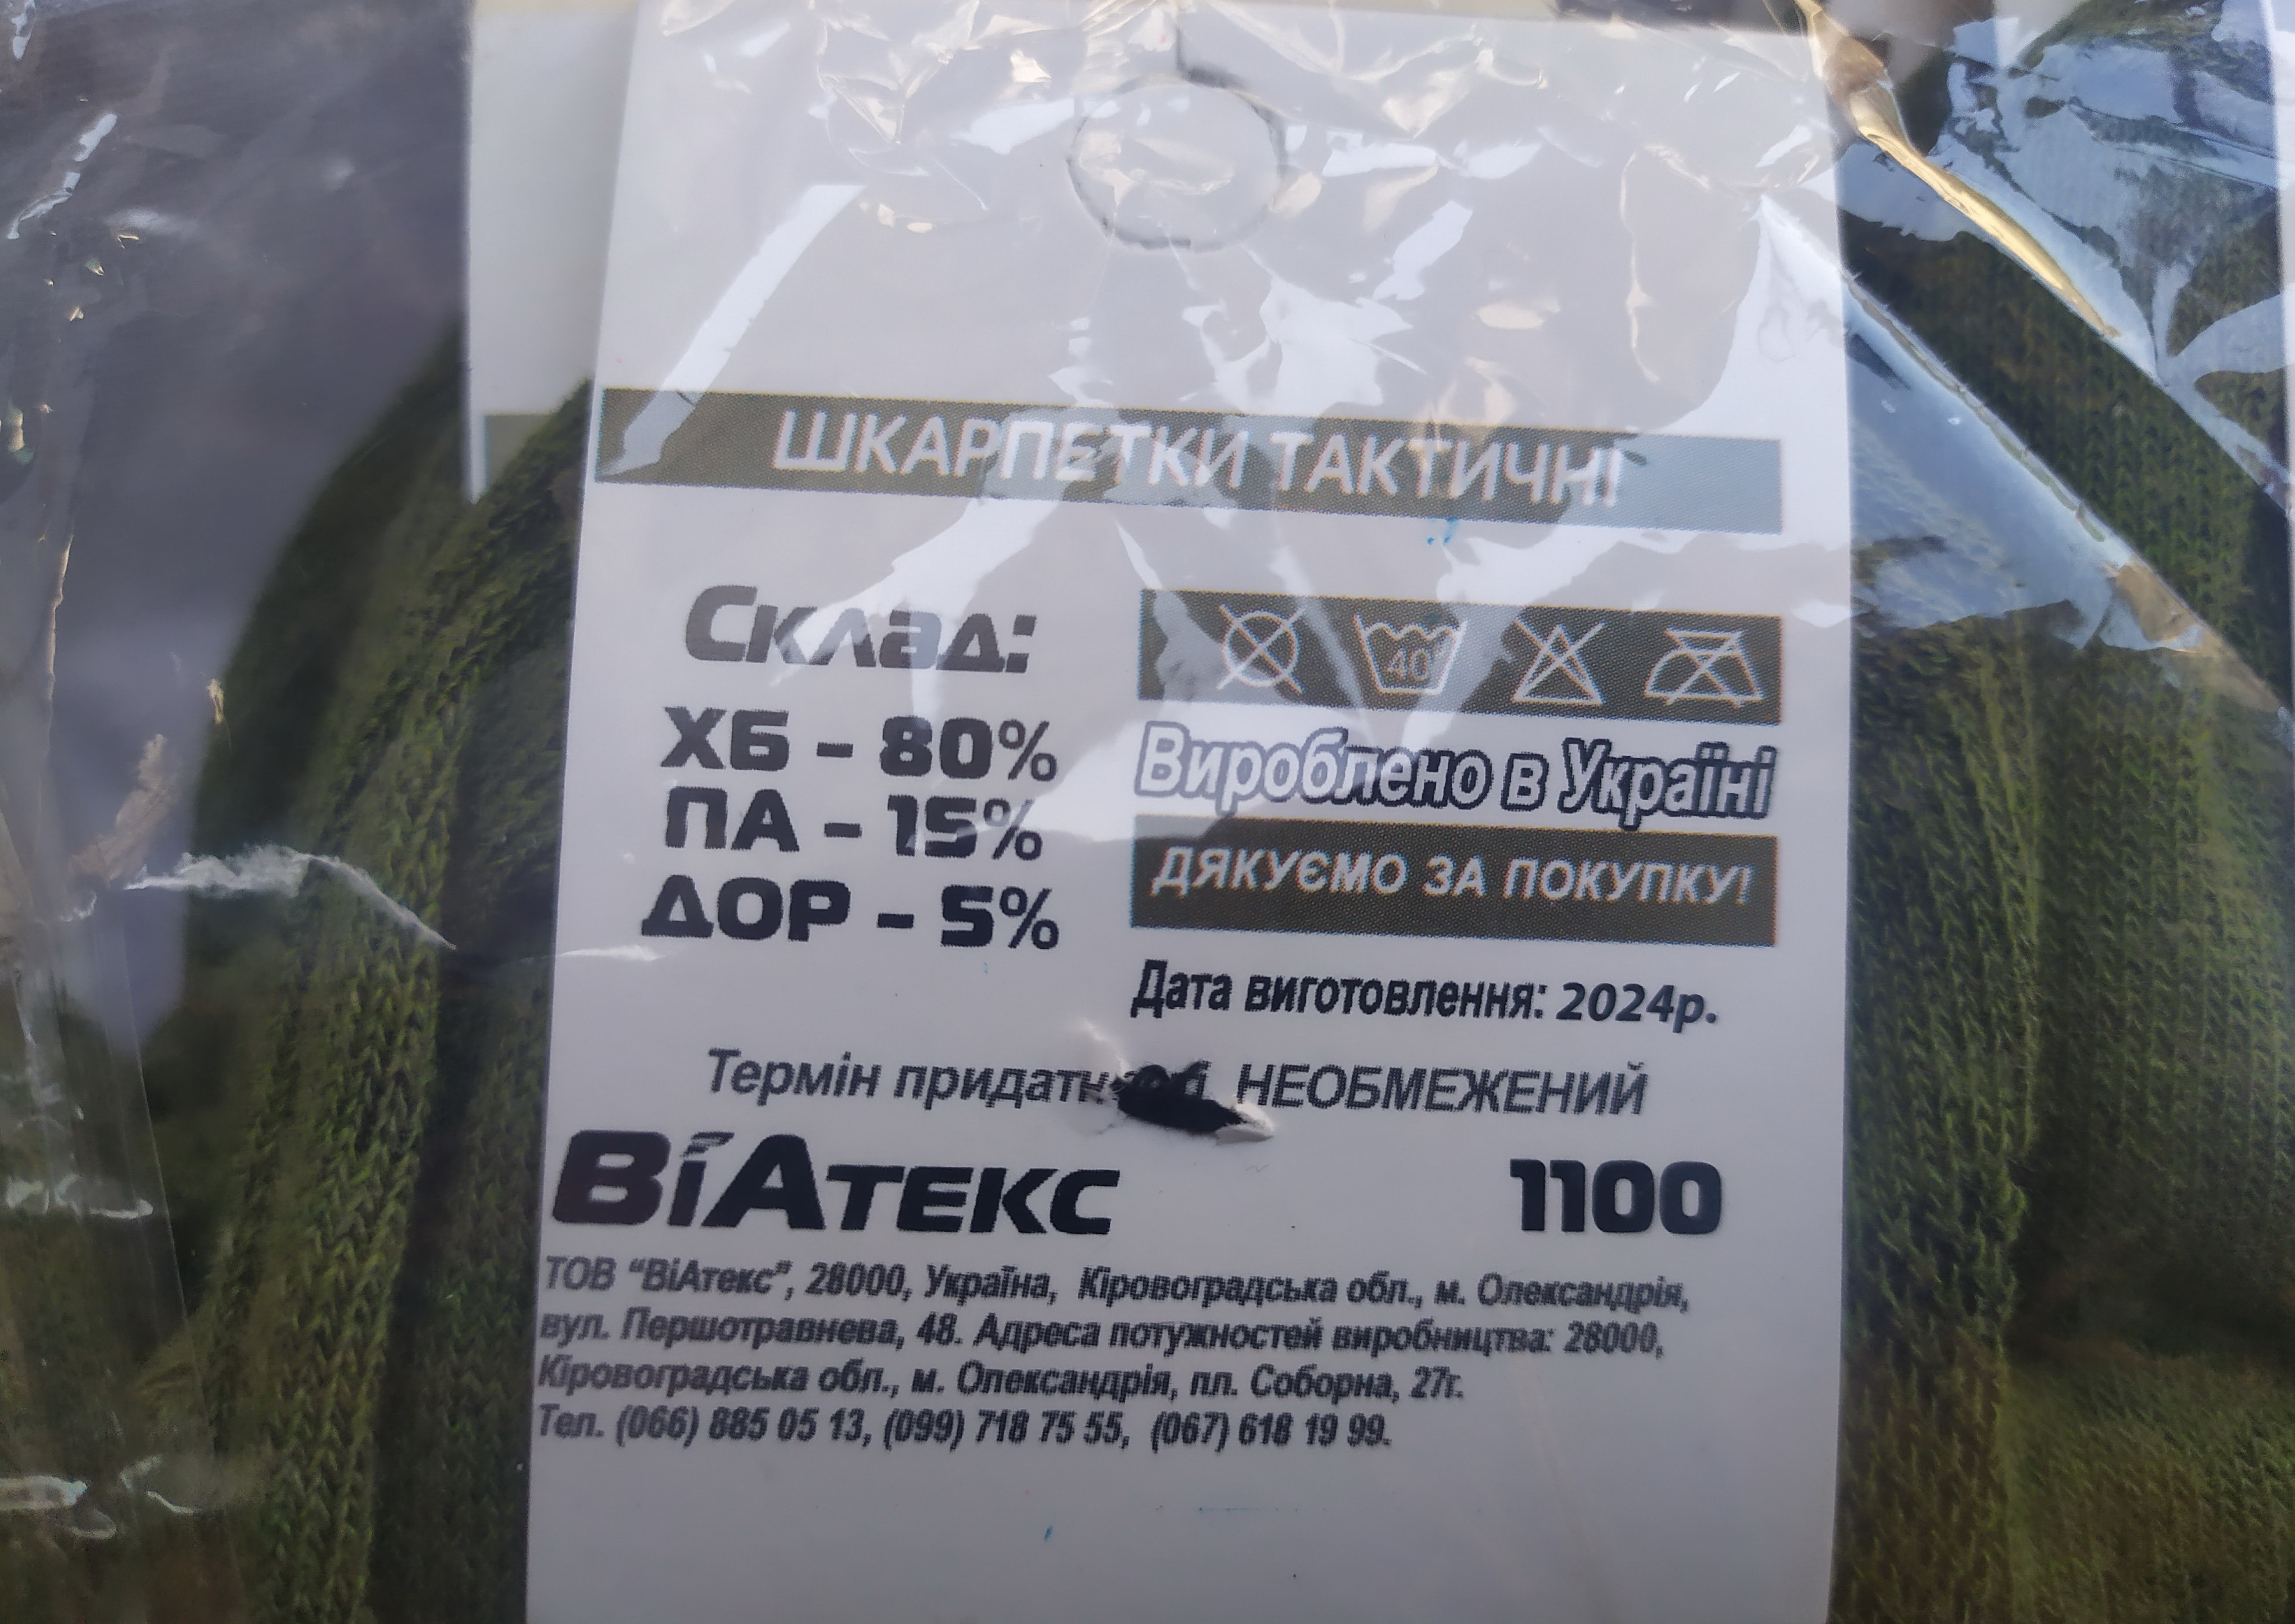 ШКАРПЕТКИ ТАКТИЧНІ
Склад:
ХБ - 80%
ПА - 15%
ДОР - 5%
40
Вироблено в Україні
ДЯКУЄМО ЗА ПОКУПКУ!
Дата виготовлення: 2024р.
Термін НЕОБМЕЖЕНИЙ
ВіАтекс 1100
ТОВ “ВіАтекс”, 28000, Україна, Кіровоградська обл., м. Олександрія,
вул. Першотравнева, 48. Адреса потужностей виробництва: 28000,
Кіровоградська обл., м. Олександрія, пл. Соборна, 27г.
Тел. (066) 885 05 13, (099) 718 75 55, (067) 618 19 99.